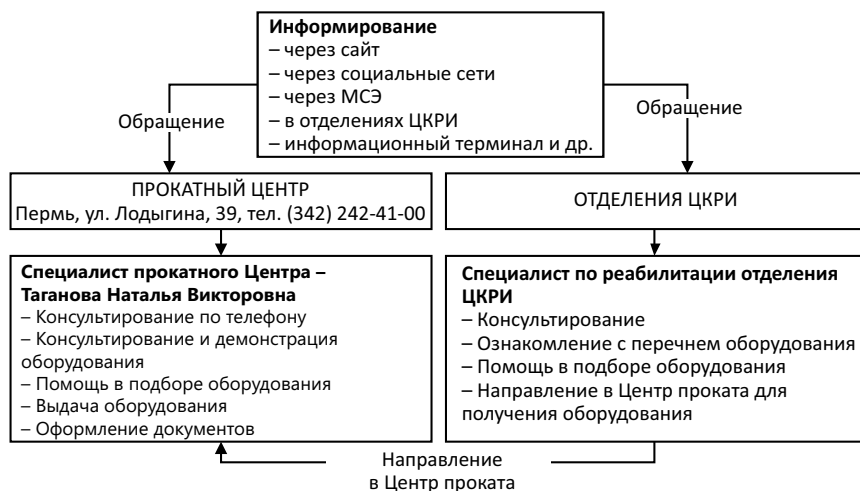 Информирование
– через сайт
– через социальные сети
– через МСЭ
– в отделениях ЦКРИ
– информационный терминал и др.
Обращение
Обращение
ПРОКАТНЫЙ ЦЕНТР
Пермь, ул. Лодыгина, 39, тел. (342) 242-41-00
ОТДЕЛЕНИЯ ЦКРИ
Специалист прокатного Центра –
Таганова Наталья Викторовна
– Консультирование по телефону
– Консультирование и демонстрация
оборудования
– Помощь в подборе оборудования
– Выдача оборудования
– Оформление документов
Специалист по реабилитации отделения
ЦКРИ
– Консультирование
– Ознакомление с перечнем оборудования
– Помощь в подборе оборудования
– Направление в Центр проката для
получения оборудования
Направление
в Центр проката